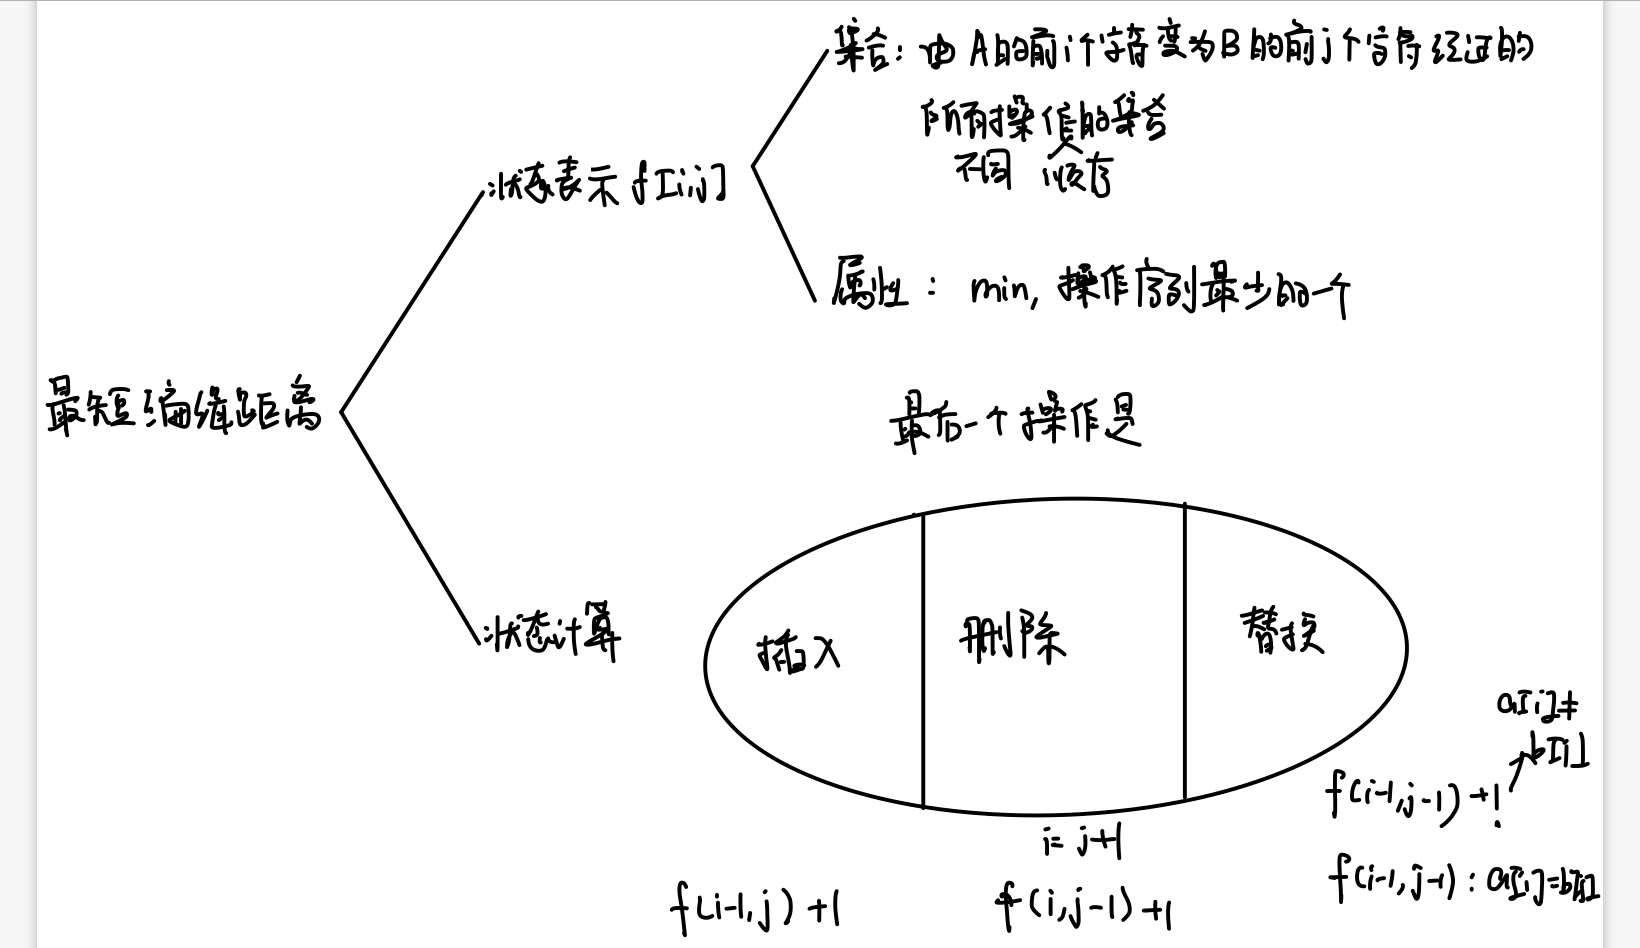 集合：由A的前i个字符变为B的前j个字符经过的
所有操作的集合
不同 顺序
状态表示 f[i,j]
属性： min, 操作序列最少的一个
最短编辑距离
最后一个操作是
状态计算
插入 删除 替换
a[i]≠
b[j]
f(i-1,j-1) +1
i= j+1
f(i-1,j-1) : a[i]=b[j]
f(i-1,j) +1 f(i,j-1) +1